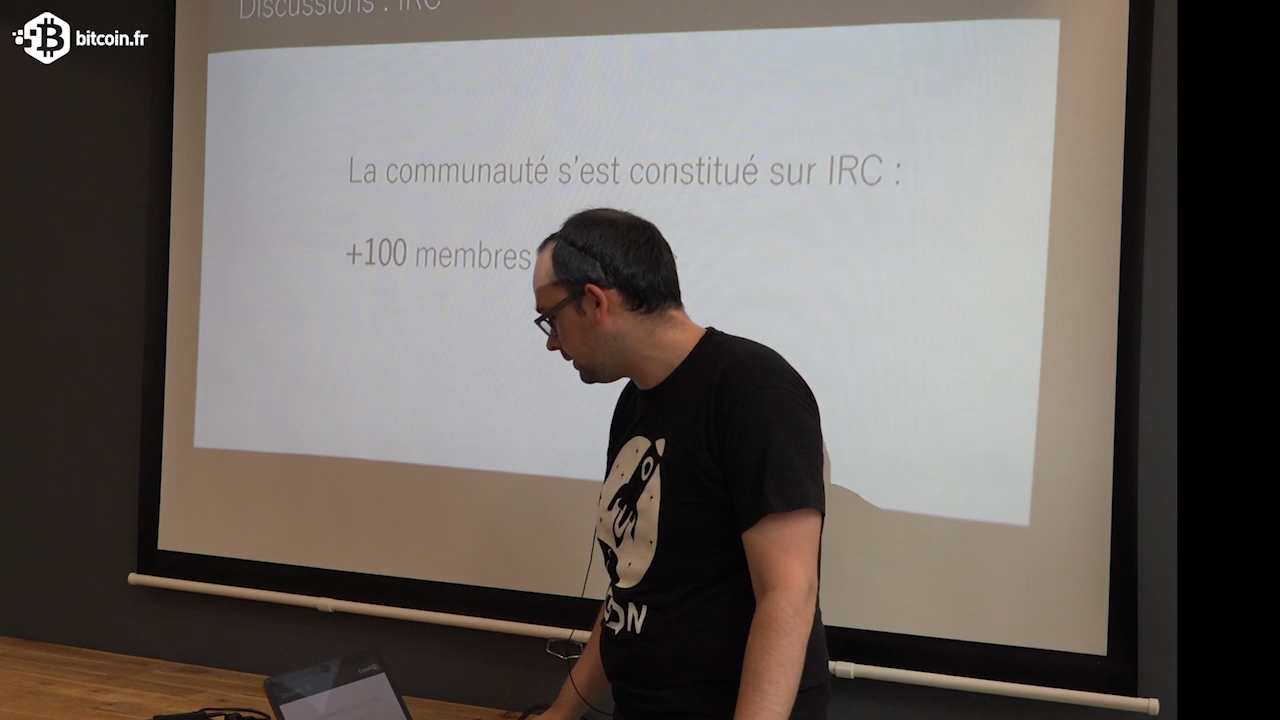 Discussions : IRC
bitcoin.fr
La communauté s'est constitué sur IRC :
+100 membres